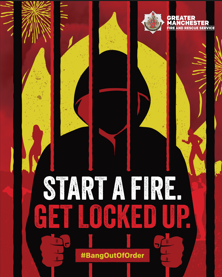 GREATER
MANCHESTER
FIRE AND RESCUE SERVICE
START A FIRE.
GET LOCKED UP.
#BangOutOfOrder